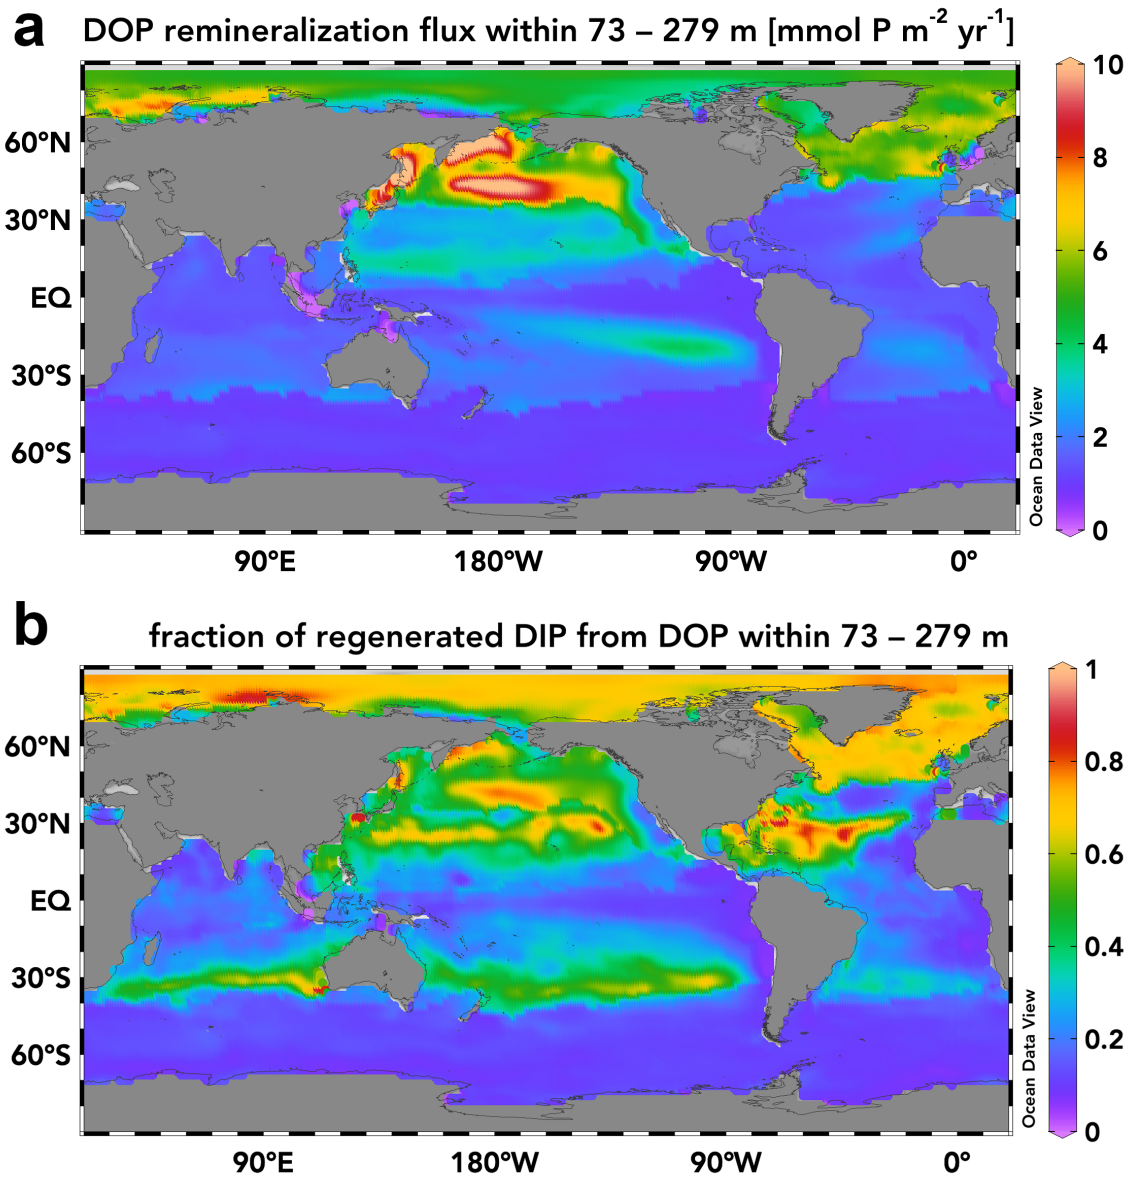 a
DOP remineralization flux within 73 – 279 m [mmol P m-2 yr-1]
10
8
6
4
2
0
60°N
30°N
EQ
30°S
60°S
90°E
180°W
90°W
0°
Ocean Data View
b
fraction of regenerated DIP from DOP within 73 – 279 m
1
0.8
0.6
0.4
0.2
0
60°N
30°N
EQ
30°S
60°S
90°E
180°W
90°W
0°
Ocean Data View